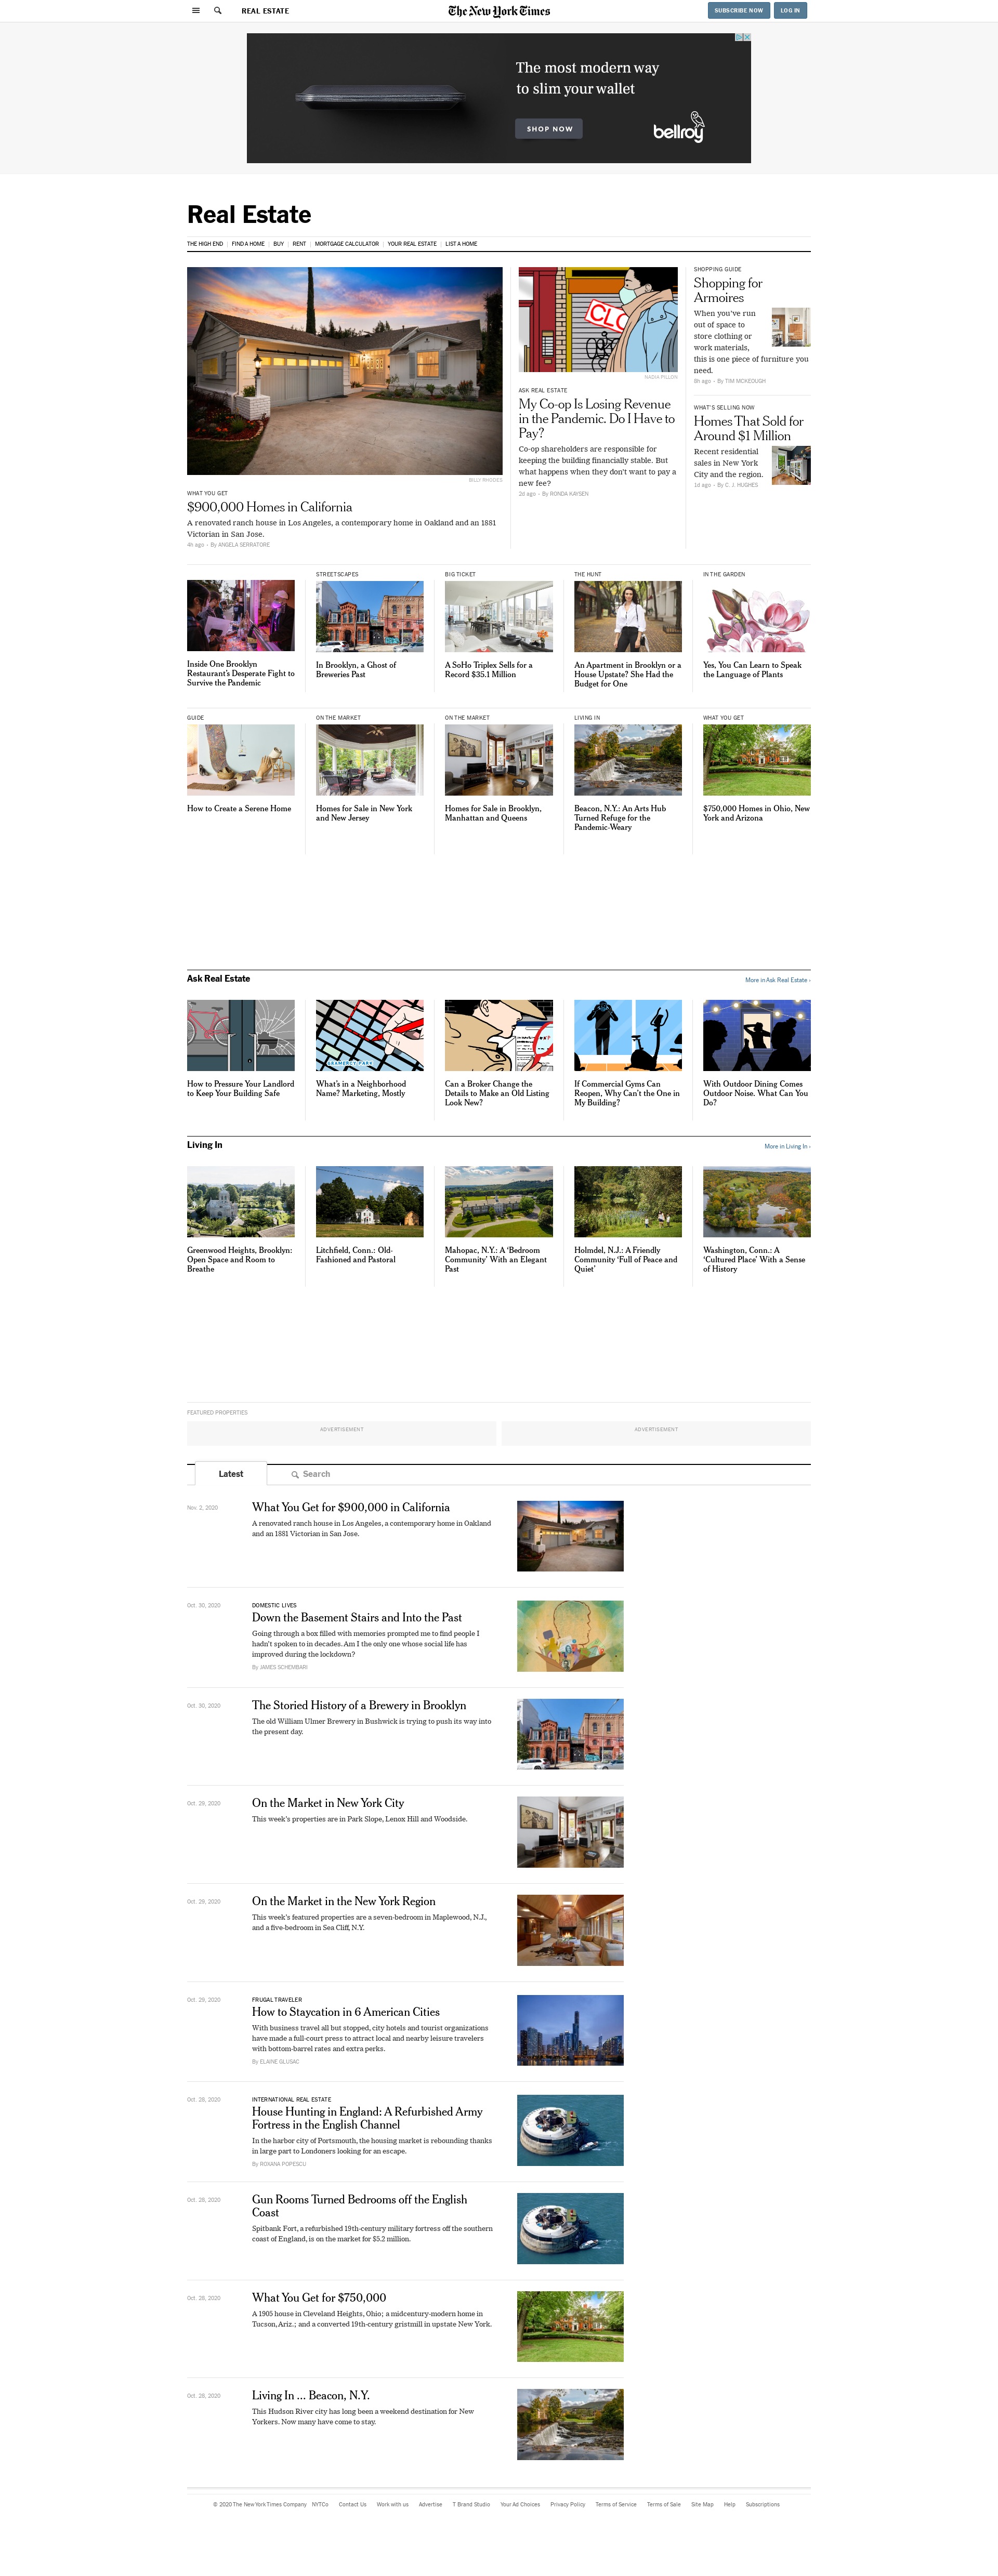 REAL ESTATE
The New York Times
SUBSCRIBE NOW
LOG IN
The most modern way
to slim your wallet
SHOP NOW
bellroy
Real Estate
THE HIGH END
FIND A HOME
BUY
RENT
MORTGAGE CALCULATOR
YOUR REAL ESTATE
LIST A HOME
BILLY RHODES
WHAT YOU GET
$900,000 Homes in California
A renovated ranch house in Los Angeles, a contemporary home in Oakland and an 1881
Victorian in San Jose.
4h ago · By ANGELA SERRATORE
CLO
NADIA PILLON
ASK REAL ESTATE
My Co-op Is Losing Revenue
in the Pandemic. Do I Have to
Pay?
Co-op shareholders are responsible for
keeping the building financially stable. But
what happens when they don't want to pay a
new fee?
2d ago · By RONDA KAYSEN
SHOPPING GUIDE
Shopping for
Armoires
When you've run
out of space to
store clothing or
work materials,
this is one piece of furniture you
need.
8h ago · By TIM MCKEOUGH
WHAT'S SELLING NOW
Homes That Sold for
Around $1 Million
Recent residential
sales in New York
City and the region.
1d ago · By C. J. HUGHES
Inside One Brooklyn
Restaurant's Desperate Fight to
Survive the Pandemic
STREETSCAPES
In Brooklyn, a Ghost of
Breweries Past
BIG TICKET
A SoHo Triplex Sells for a
Record $35.1 Million
THE HUNT
An Apartment in Brooklyn or a
House Upstate? She Had the
Budget for One
IN THE GARDEN
Yes, You Can Learn to Speak
the Language of Plants
GUIDE
How to Create a Serene Home
ON THE MARKET
Homes for Sale in New York
and New Jersey
ON THE MARKET
Homes for Sale in Brooklyn,
Manhattan and Queens
LIVING IN
Beacon, N.Y.: An Arts Hub
Turned Refuge for the
Pandemic-Weary
WHAT YOU GET
$750,000 Homes in Ohio, New
York and Arizona
Ask Real Estate
More in Ask Real Estate ›
How to Pressure Your Landlord
to Keep Your Building Safe
GRAMERCY PARK
What's in a Neighborhood
Name? Marketing, Mostly
Can a Broker Change the
Details to Make an Old Listing
Look New?
If Commercial Gyms Can
Reopen, Why Can't the One in
My Building?
With Outdoor Dining Comes
Outdoor Noise. What Can You
Do?
Living In
More in Living In ›
Greenwood Heights, Brooklyn:
Open Space and Room to
Breathe
Litchfield, Conn.: Old-
Fashioned and Pastoral
Mahopac, N.Y.: A 'Bedroom
Community' With an Elegant
Past
Holmdel, N.J.: A Friendly
Community 'Full of Peace and
Quiet'
Washington, Conn.: A
'Cultured Place' With a Sense
of History
FEATURED PROPERTIES
ADVERTISEMENT
ADVERTISEMENT
Latest
Search
Nov. 2, 2020
What You Get for $900,000 in California
A renovated ranch house in Los Angeles, a contemporary home in Oakland
and an 1881 Victorian in San Jose.
Oct. 30, 2020
DOMESTIC LIVES
Down the Basement Stairs and Into the Past
Going through a box filled with memories prompted me to find people I
hadn't spoken to in decades. Am I the only one whose social life has
improved during the lockdown?
By JAMES SCHEMBARI
Oct. 30, 2020
The Storied History of a Brewery in Brooklyn
The old William Ulmer Brewery in Bushwick is trying to push its way into
the present day.
Oct. 29, 2020
On the Market in New York City
This week's properties are in Park Slope, Lenox Hill and Woodside.
Oct. 29, 2020
On the Market in the New York Region
This week's featured properties are a seven-bedroom in Maplewood, N.J.,
and a five-bedroom in Sea Cliff, N.Y.
Oct. 29, 2020
FRUGAL TRAVELER
How to Staycation in 6 American Cities
With business travel all but stopped, city hotels and tourist organizations
have made a full-court press to attract local and nearby leisure travelers
with bottom-barrel rates and extra perks.
By ELAINE GLUSAC
Oct. 28, 2020
INTERNATIONAL REAL ESTATE
House Hunting in England: A Refurbished Army
Fortress in the English Channel
In the harbor city of Portsmouth, the housing market is rebounding thanks
in large part to Londoners looking for an escape.
By ROXANA POPESCU
Oct. 28, 2020
Gun Rooms Turned Bedrooms off the English
Coast
Spitbank Fort, a refurbished 19th-century military fortress off the southern
coast of England, is on the market for $5.2 million.
Oct. 28, 2020
What You Get for $750,000
A 1905 house in Cleveland Heights, Ohio; a midcentury-modern home in
Tucson, Ariz.; and a converted 19th-century gristmill in upstate New York.
Oct. 28, 2020
Living In ... Beacon, N.Y.
This Hudson River city has long been a weekend destination for New
Yorkers. Now many have come to stay.
© 2020 The New York Times Company
NYTCo
Contact Us
Work with us
Advertise
T Brand Studio
Your Ad Choices
Privacy Policy
Terms of Service
Terms of Sale
Site Map
Help
Subscriptions